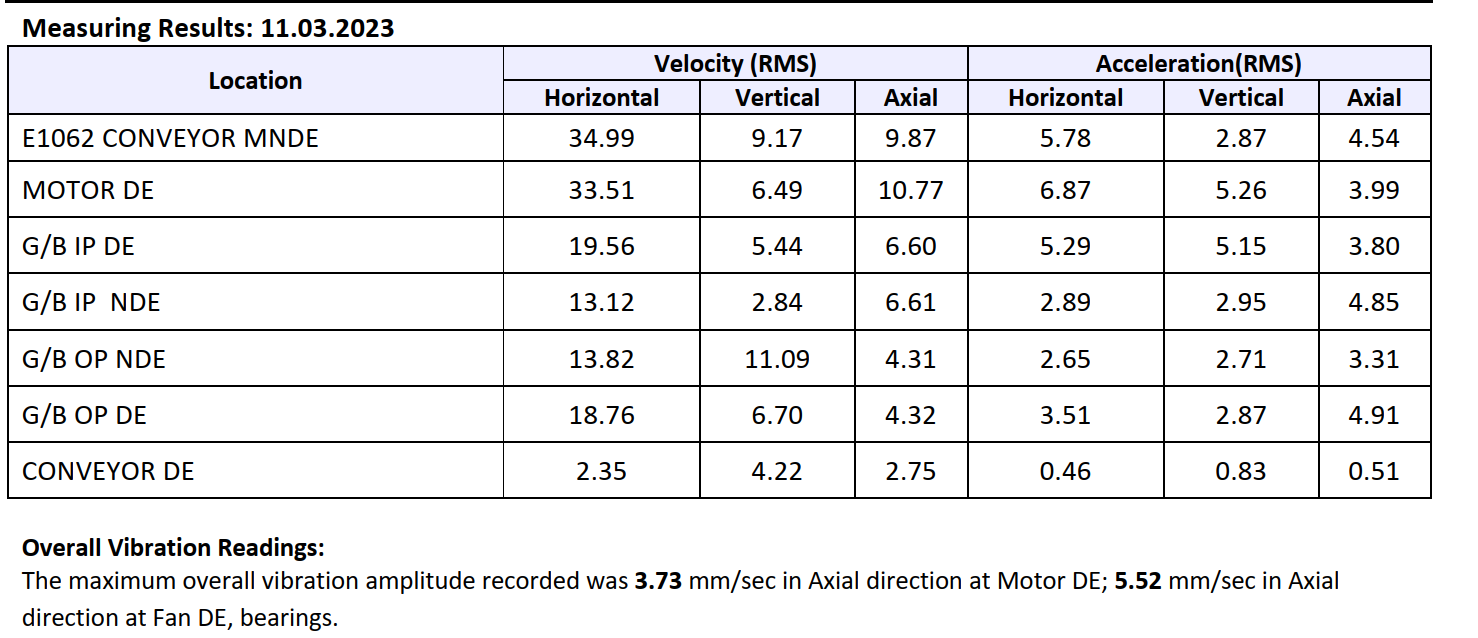 Measuring Results: 11.03.2023
Location Velocity (RMS) Acceleration(RMS)
Horizontal Vertical Axial Horizontal Vertical Axial
E1062 CONVEYOR MNDE 34.99 9.17 9.87 5.78 2.87 4.54
MOTOR DE 33.51 6.49 10.77 6.87 5.26 3.99
G/B IP DE 19.56 5.44 6.60 5.29 5.15 3.80
G/B IP  NDE 13.12 2.84 6.61 2.89 2.95 4.85
G/B OP NDE 13.82 11.09 4.31 2.65 2.71 3.31
G/B OP DE 18.76 6.70 4.32 3.51 2.87 4.91
CONVEYOR DE 2.35 4.22 2.75 0.46 0.83 0.51
Overall Vibration Readings:
The maximum overall vibration amplitude recorded was 3.73 mm/sec in Axial direction at Motor DE; 5.52 mm/sec in Axial
direction at Fan DE, bearings.